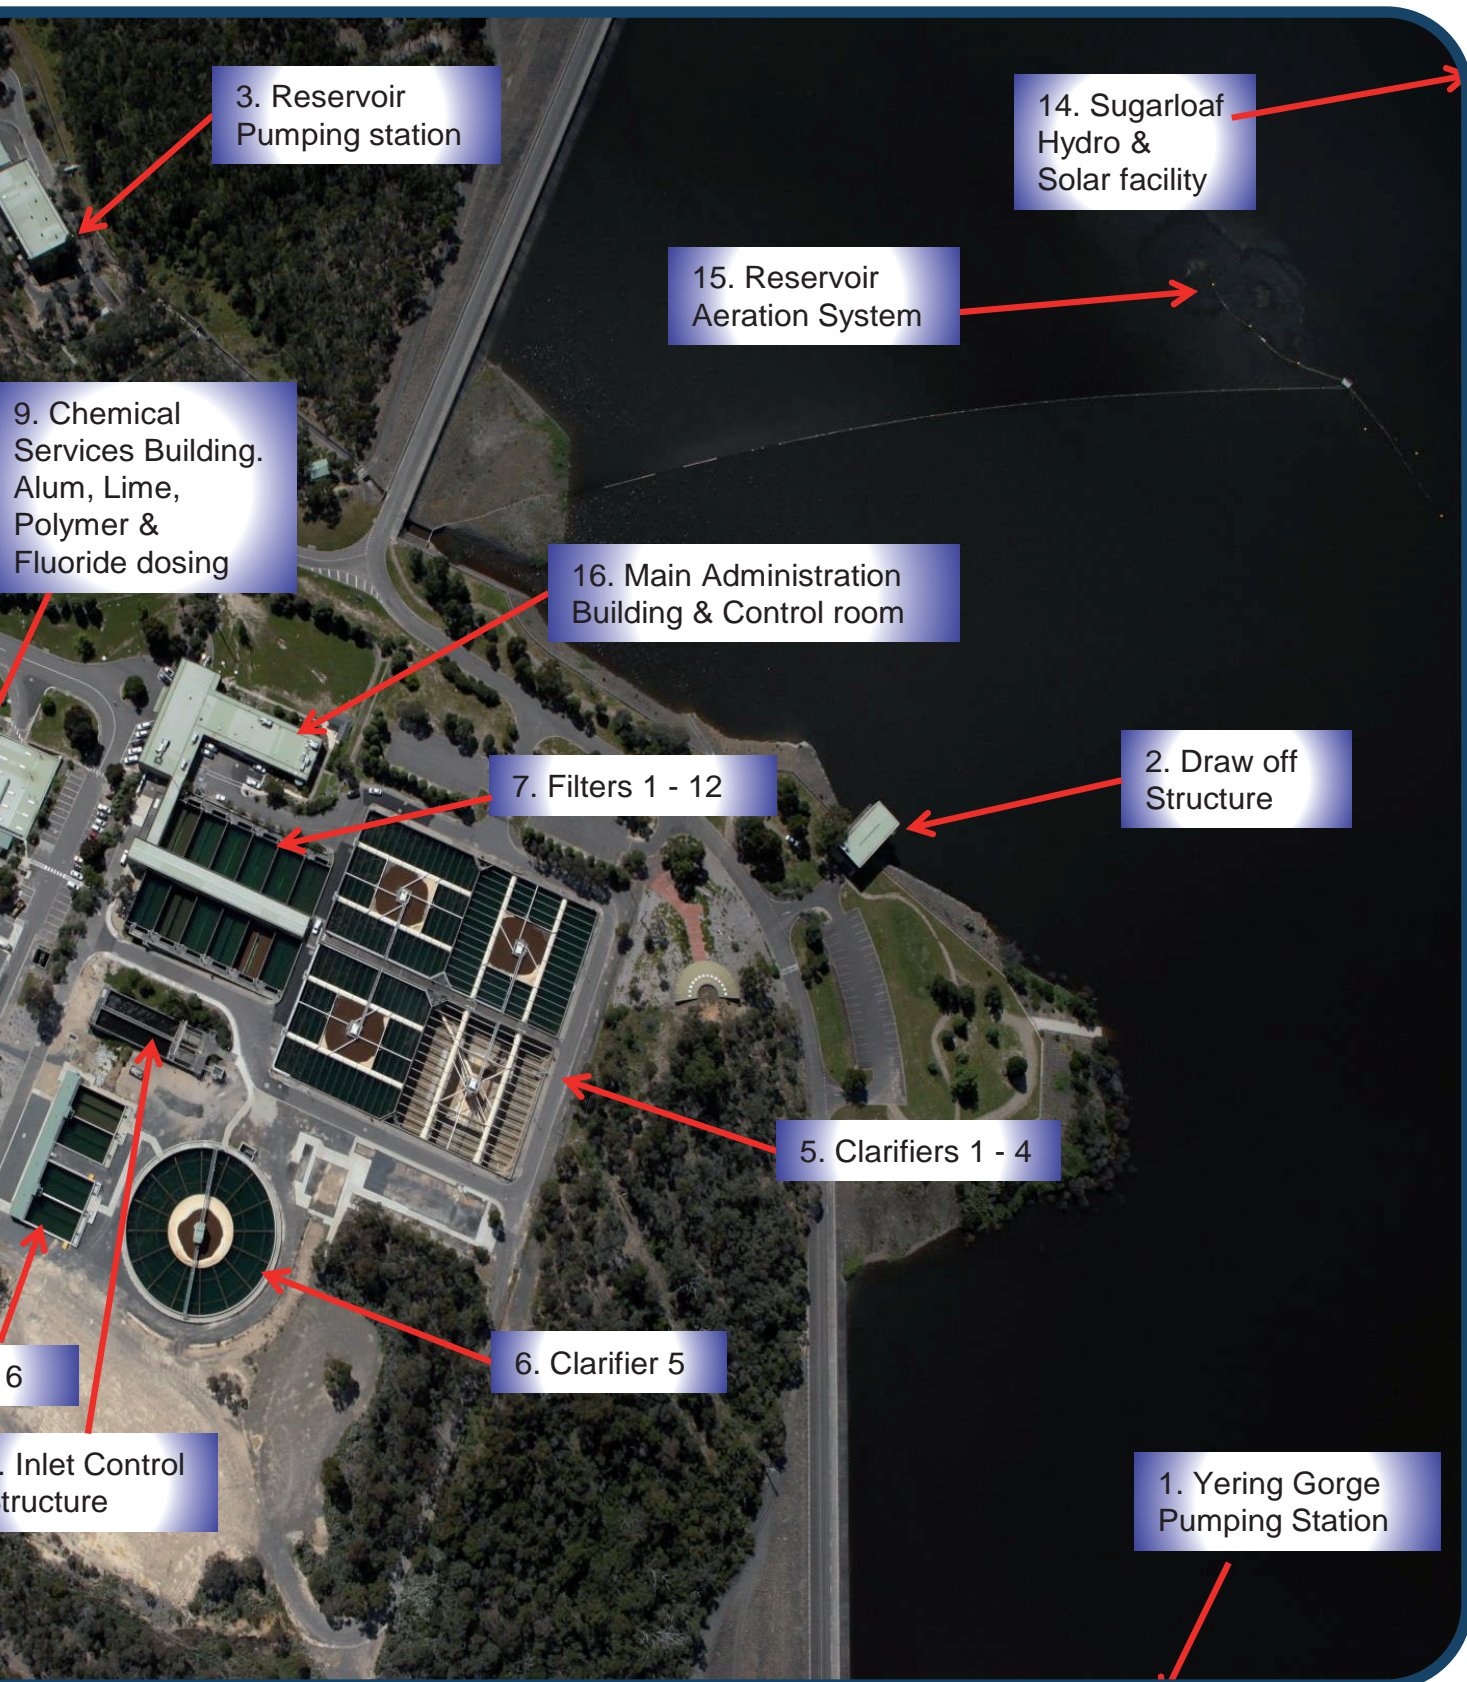 3. Reservoir
Pumping station
14. Sugarloaf
Hydro &
Solar facility
15. Reservoir
Aeration System
9. Chemical
Services Building.
Alum, Lime,
Polymer &
Fluoride dosing
16. Main Administration
Building & Control room
2. Draw off
Structure
7. Filters 1 - 12
5. Clarifiers 1 - 4
6. Clarifier 5
6
. Inlet Control
tructure
1. Yering Gorge
Pumping Station